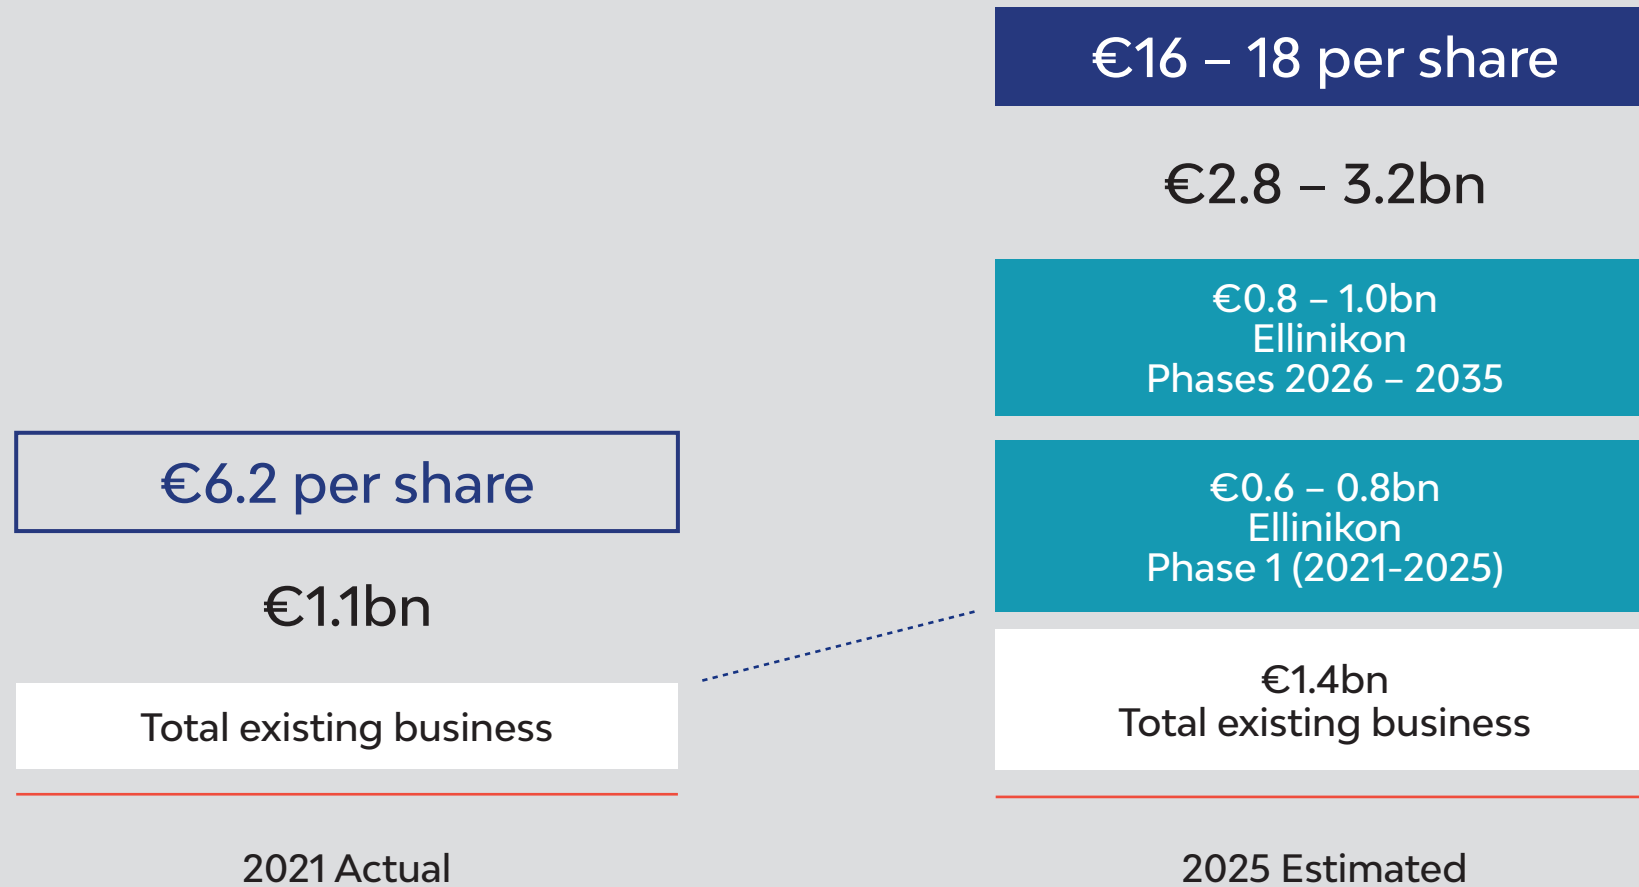 €6.2 per share
€1.1bn
Total existing business
2021 Actual
€16 – 18 per share
€2.8 – 3.2bn
€0.8 – 1.0bn
Ellinikon
Phases 2026 – 2035
€0.6 – 0.8bn
Ellinikon
Phase 1 (2021-2025)
€1.4bn
Total existing business
2025 Estimated